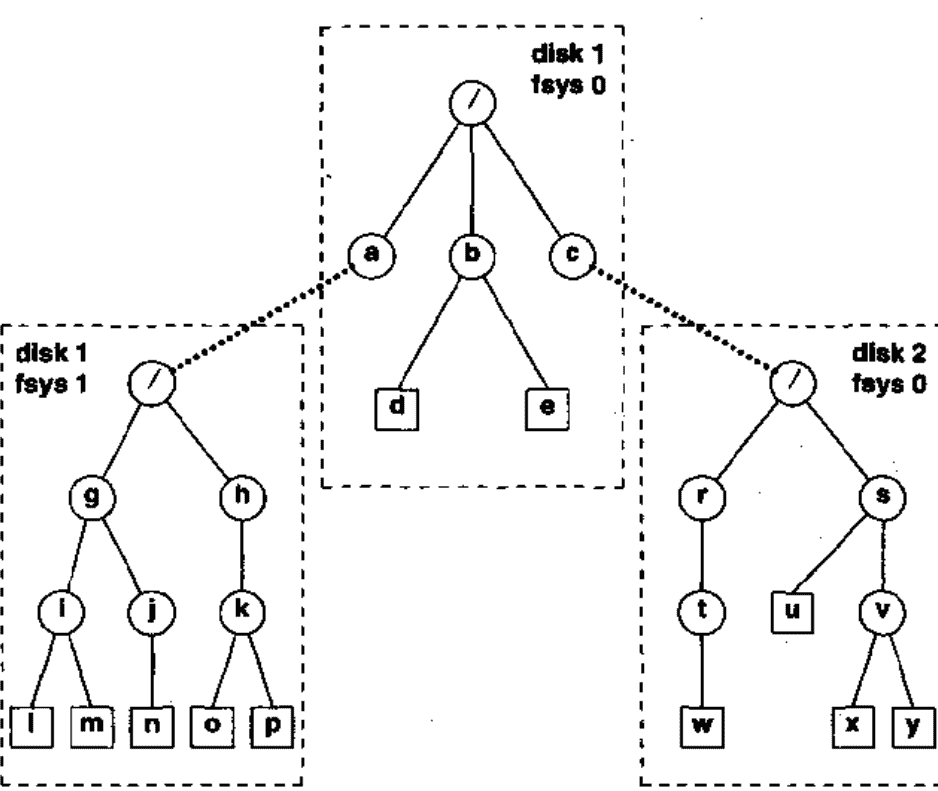 disk 1
fsys 0
/
a b c
disk 1
fsys 1
/
disk 2
fsys 0
/
d e
g h
r s
i j k
t u v
l m n o p
w x y